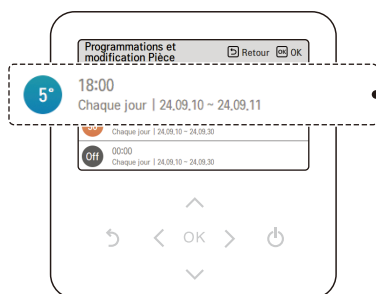 Programmations et
modification Pièce
Retour OK OK
5°
18:00
Chaque jour | 24.09.10 ~ 24.09.11
Chaque jour | 24.09.10 ~ 24.09.30
Off
00:00
Chaque jour | 24.09.10 ~ 24.09.30
OK